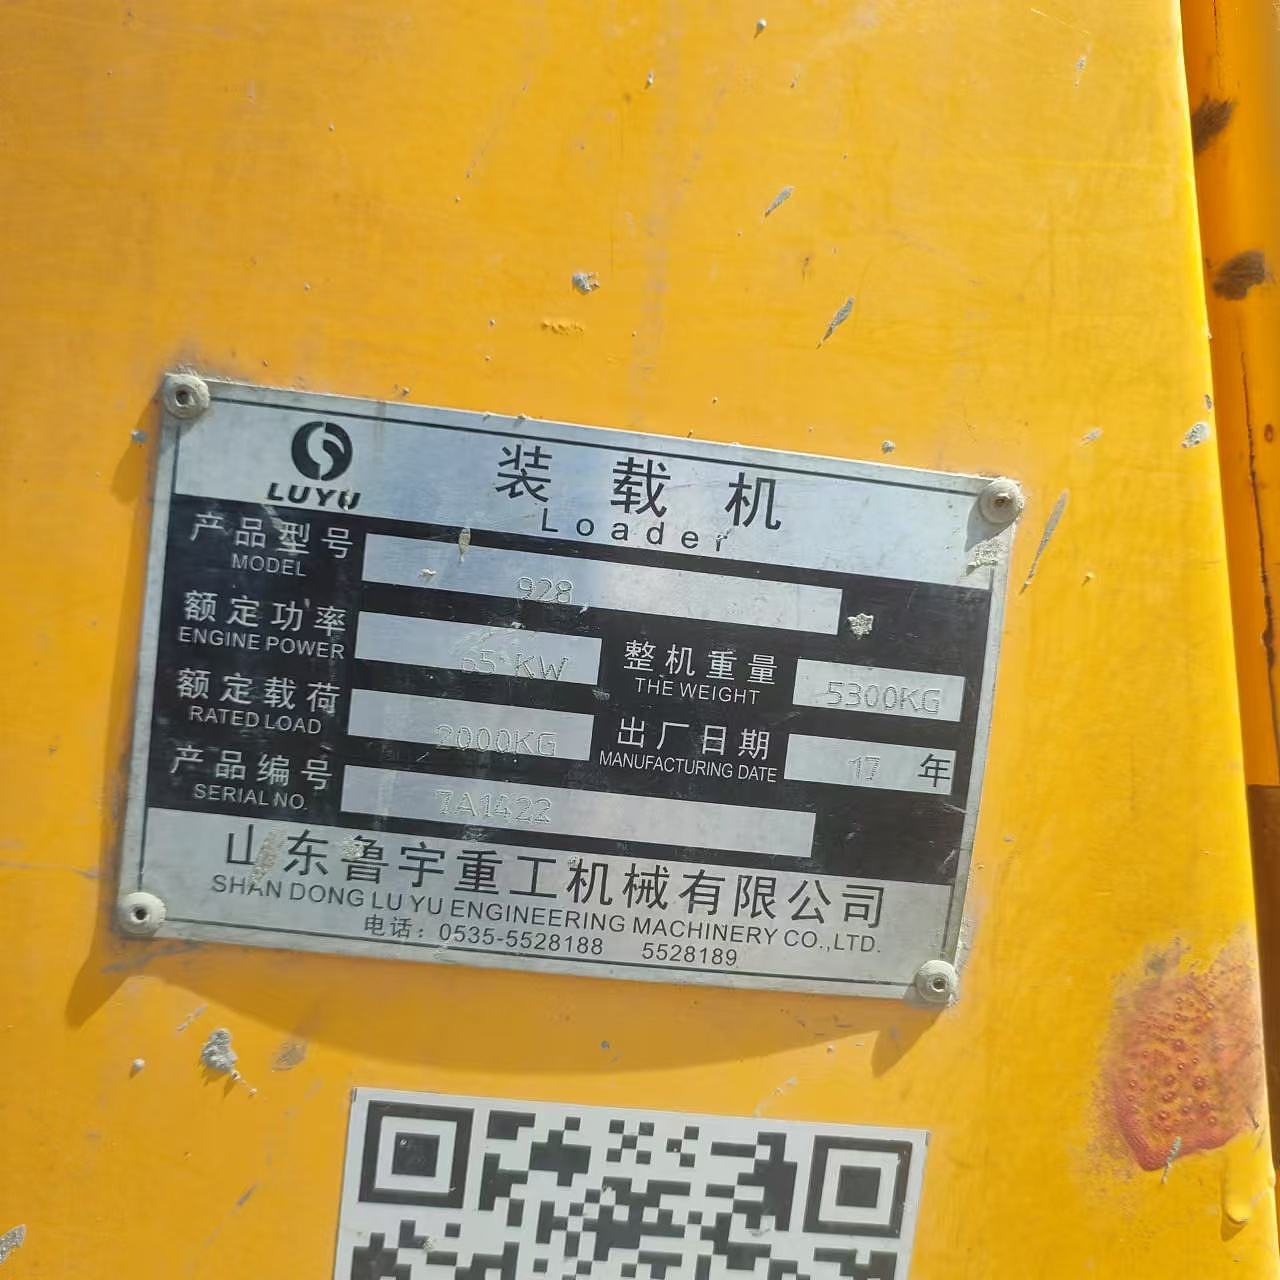 LUYU
装载机
Loader
产品型号 928
MODEL
额定功率 65 KW 整机重量 5300KG
ENGINE POWER THE WEIGHT
额定载荷 2000KG 出厂日期 17 年
RATED LOAD MANUFACTURING DATE
产品编号 7A1422
SERIAL NO.
山东鲁宇重工机械有限公司
SHAN DONG LU YU ENGINEERING MACHINERY CO.,LTD.
电话：0535-5528188 5528189